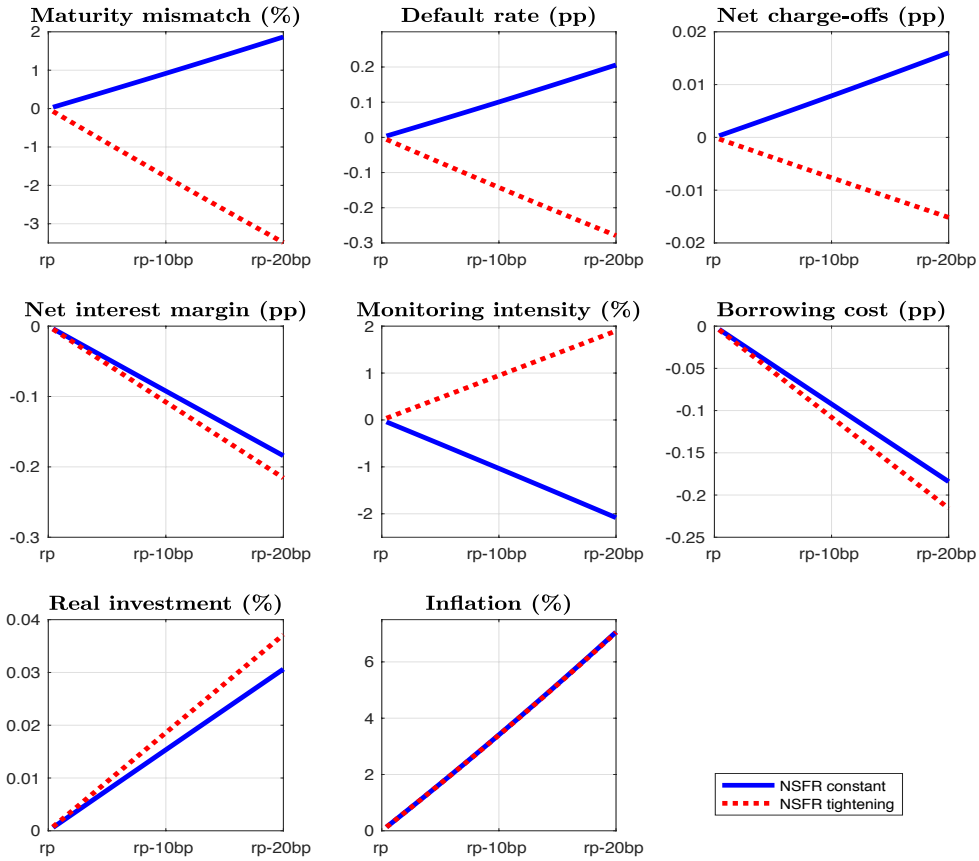 Maturity mismatch (%)
2
1
0
-1
-2
-3
rp
rp-10bp
rp-20bp
Default rate (pp)
0.2
0.1
0
-0.1
-0.2
-0.3
rp
rp-10bp
rp-20bp
Net charge-offs (pp)
0.02
0.01
0
-0.01
-0.02
rp
rp-10bp
rp-20bp
Net interest margin (pp)
0
-0.1
-0.2
-0.3
rp
rp-10bp
rp-20bp
Monitoring intensity (%)
2
1
0
-1
-2
rp
rp-10bp
rp-20bp
Borrowing cost (pp)
0
-0.05
-0.1
-0.15
-0.2
-0.25
rp
rp-10bp
rp-20bp
Real investment (%)
0.04
0.03
0.02
0.01
0
rp
rp-10bp
rp-20bp
Inflation (%)
6
4
2
0
rp
rp-10bp
rp-20bp
NSFR constant
NSFR tightening